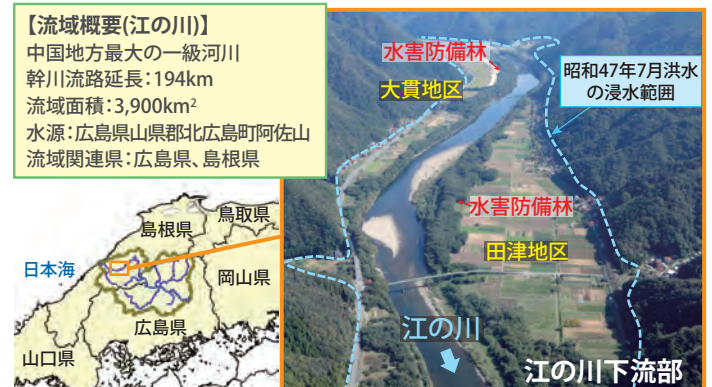 【流域概要(江の川)】
中国地方最大の一級河川
幹川流路延長：194km
流域面積：3,900km²
水源：広島県山県郡北広島町阿佐山
流域関連県：広島県、島根県
水害防備林
大貫地区
昭和47年7月洪水
の浸水範囲
水害防備林
田津地区
江の川
江の川下流部
鳥取県
島根県
日本海
岡山県
広島県
山口県